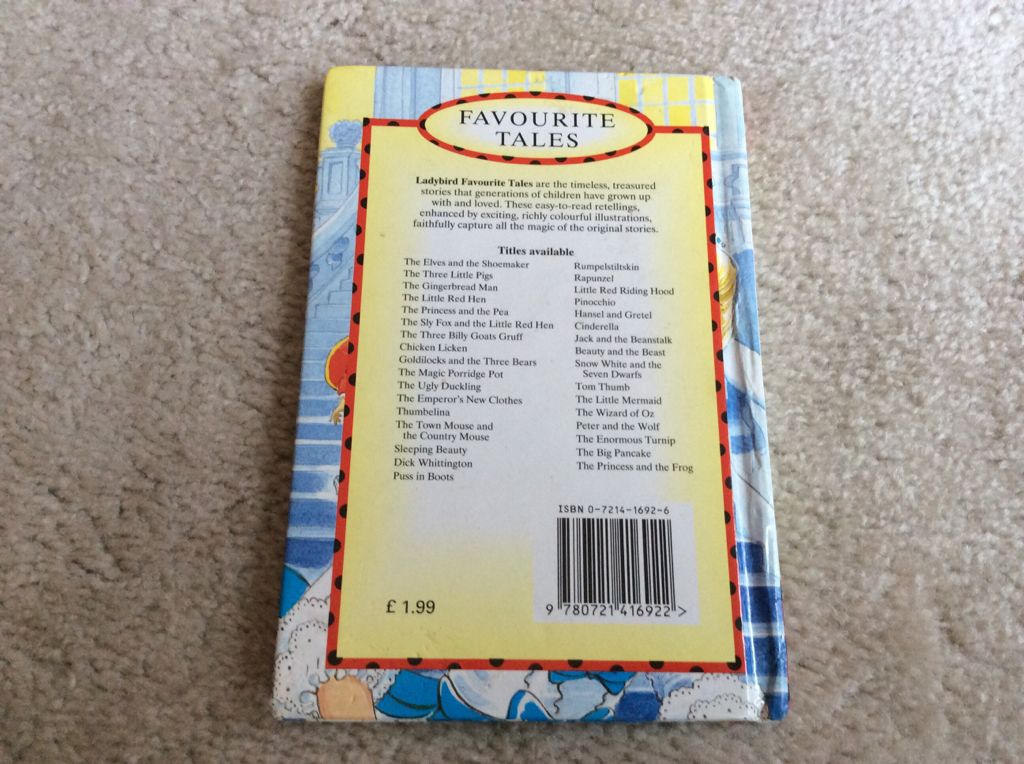 FAVOURITE
TALES
Ladybird Favourite Tales are the timeless, treasured
stories that generations of children have grown up
with and loved. These easy-to-read retellings,
enhanced by exciting, richly colourful illustrations,
faithfully capture all the magic of the original stories.
Titles available
The Elves and the Shoemaker
The Three Little Pigs
The Gingerbread Man
The Little Red Hen
The Princess and the Pea
The Sly Fox and the Little Red Hen
The Three Billy Goats Gruff
Chicken Licken
Goldilocks and the Three Bears
The Magic Porridge Pot
The Ugly Duckling
The Emperor's New Clothes
Thumbelina
The Town Mouse and
the Country Mouse
Sleeping Beauty
Dick Whittington
Puss in Boots
Rumpelstiltskin
Rapunzel
Little Red Riding Hood
Pinocchio
Hansel and Gretel
Cinderella
Jack and the Beanstalk
Beauty and the Beast
Snow White and the
Seven Dwarfs
Tom Thumb
The Little Mermaid
The Wizard of Oz
Peter and the Wolf
The Enormous Turnip
The Big Pancake
The Princess and the Frog
ISBN 0-7214-1692-6
9 780721 416922 >
£ 1.99